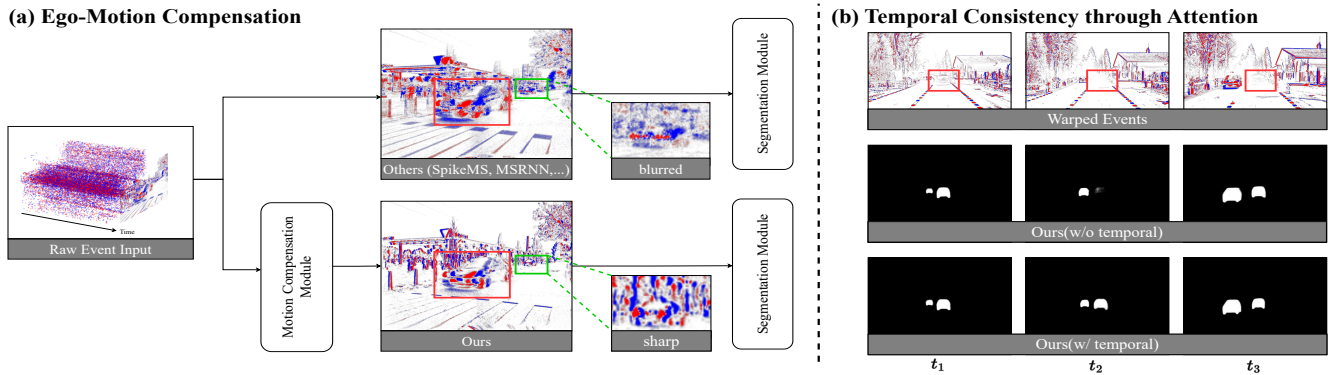 (a) Ego-Motion Compensation
Time
Raw Event Input
Motion Compensation
Module
Others (SpikeMS, MSRNN,...)
blurred
Segmentation Module
Ours
sharp
Segmentation Module
(b) Temporal Consistency through Attention
Warped Events
Ours(w/o temporal)
Ours(w/ temporal)
t1 t2 t3